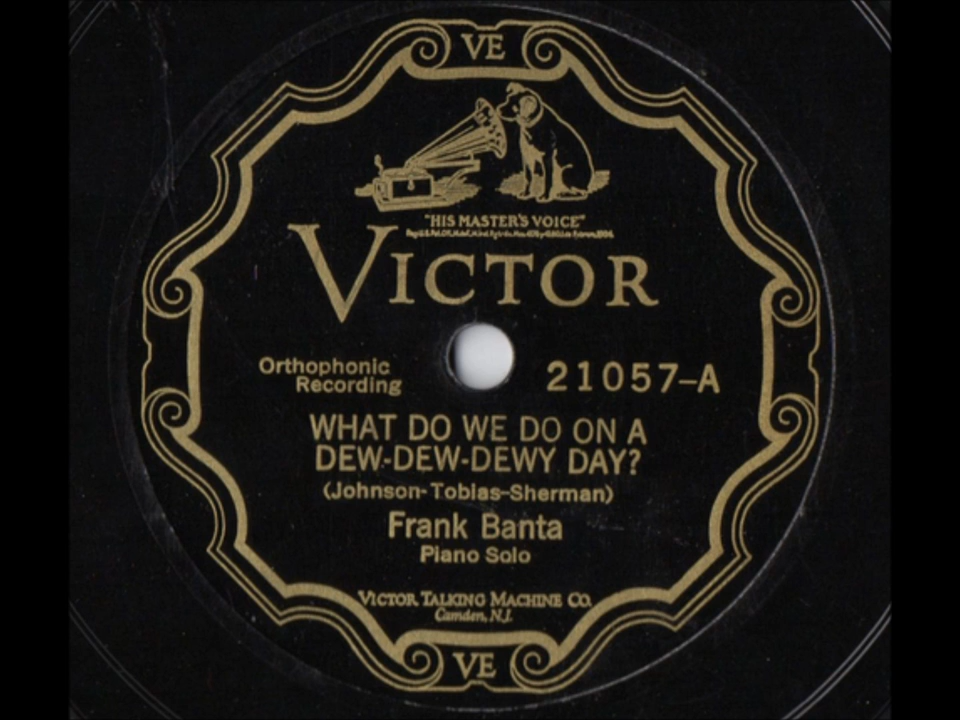 VE
"HIS MASTER'S VOICE"
VICTOR
Orthophonic
Recording
21057-A
WHAT DO WE DO ON A
DEW-DEW-DEWY DAY?
(Johnson-Tobias-Sherman)
Frank Banta
Piano Solo
VICTOR TALKING MACHINE CO.
Camden, N.J.
VE